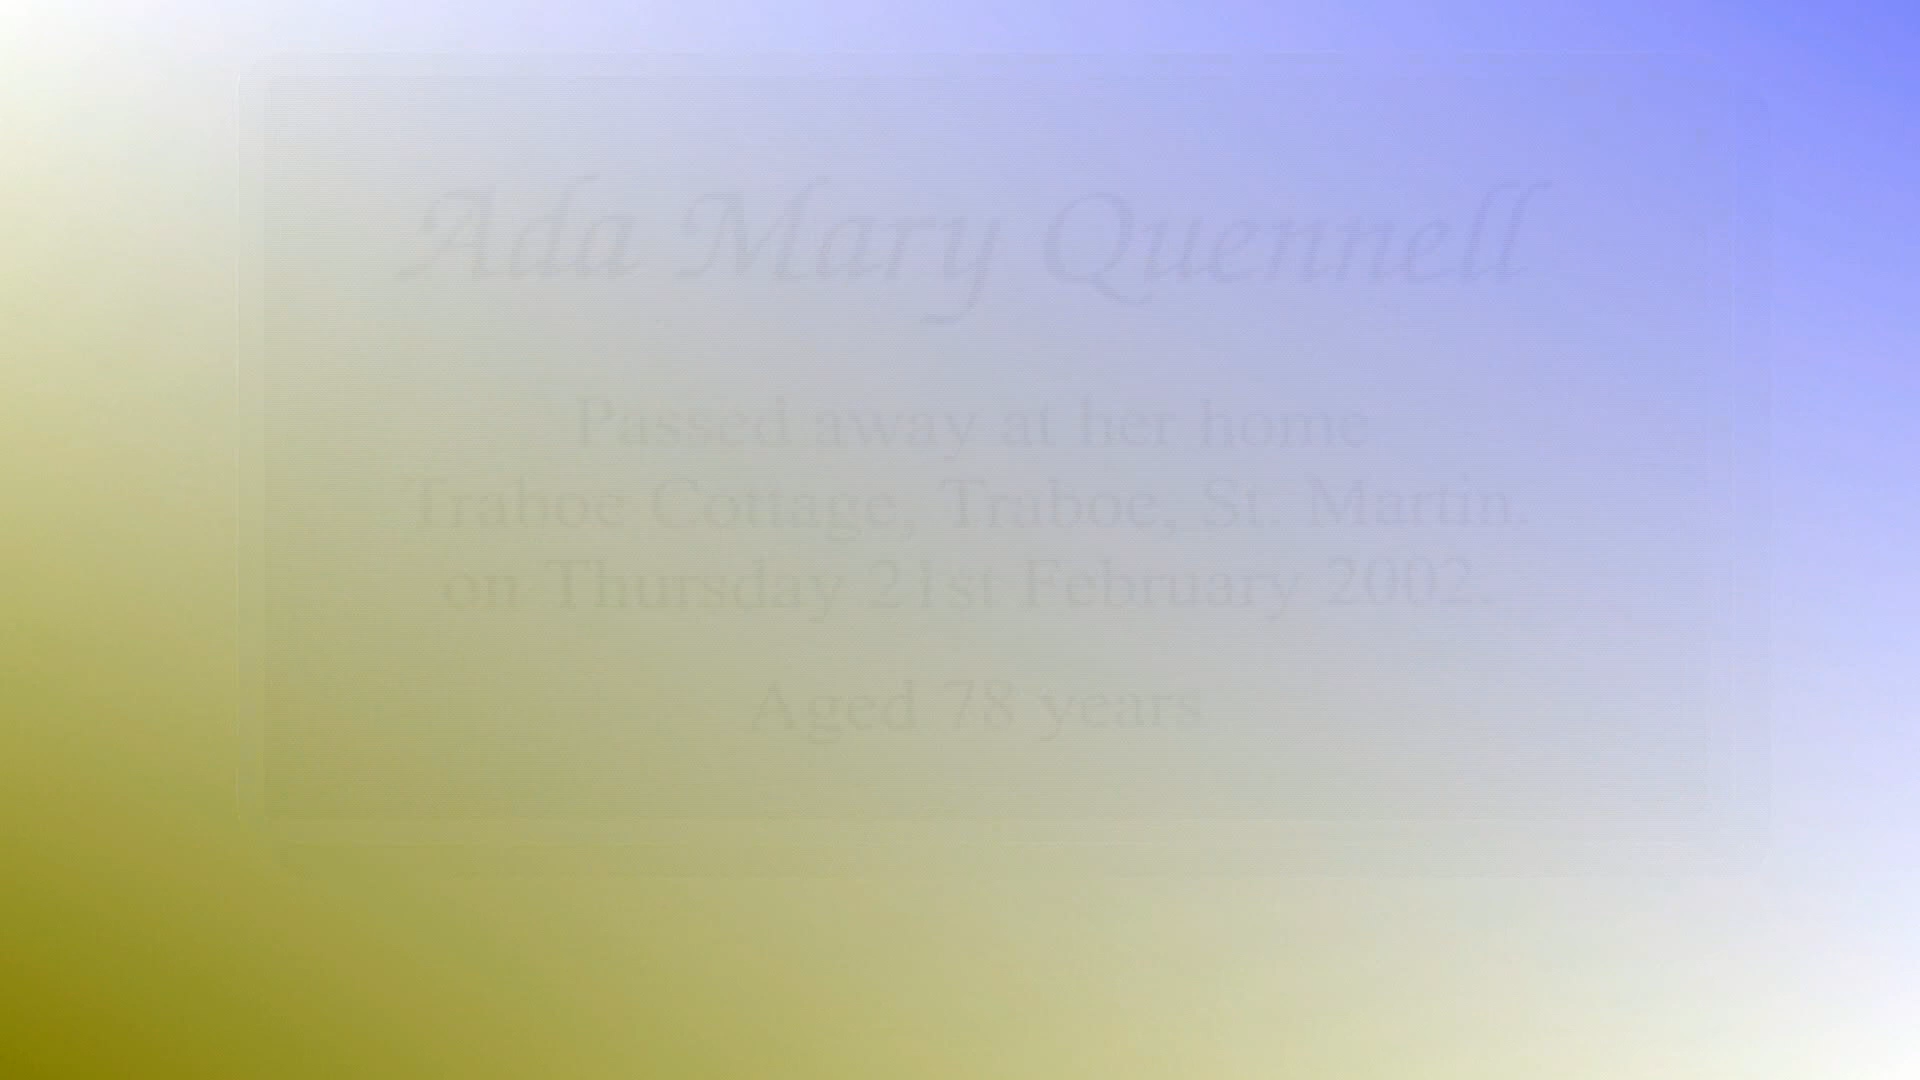 Ada Mary Quennell
Passed away at her home
Traboe Cottage, Traboe, St. Martin.
on Thursday 21st February 2002.
Aged 78 years